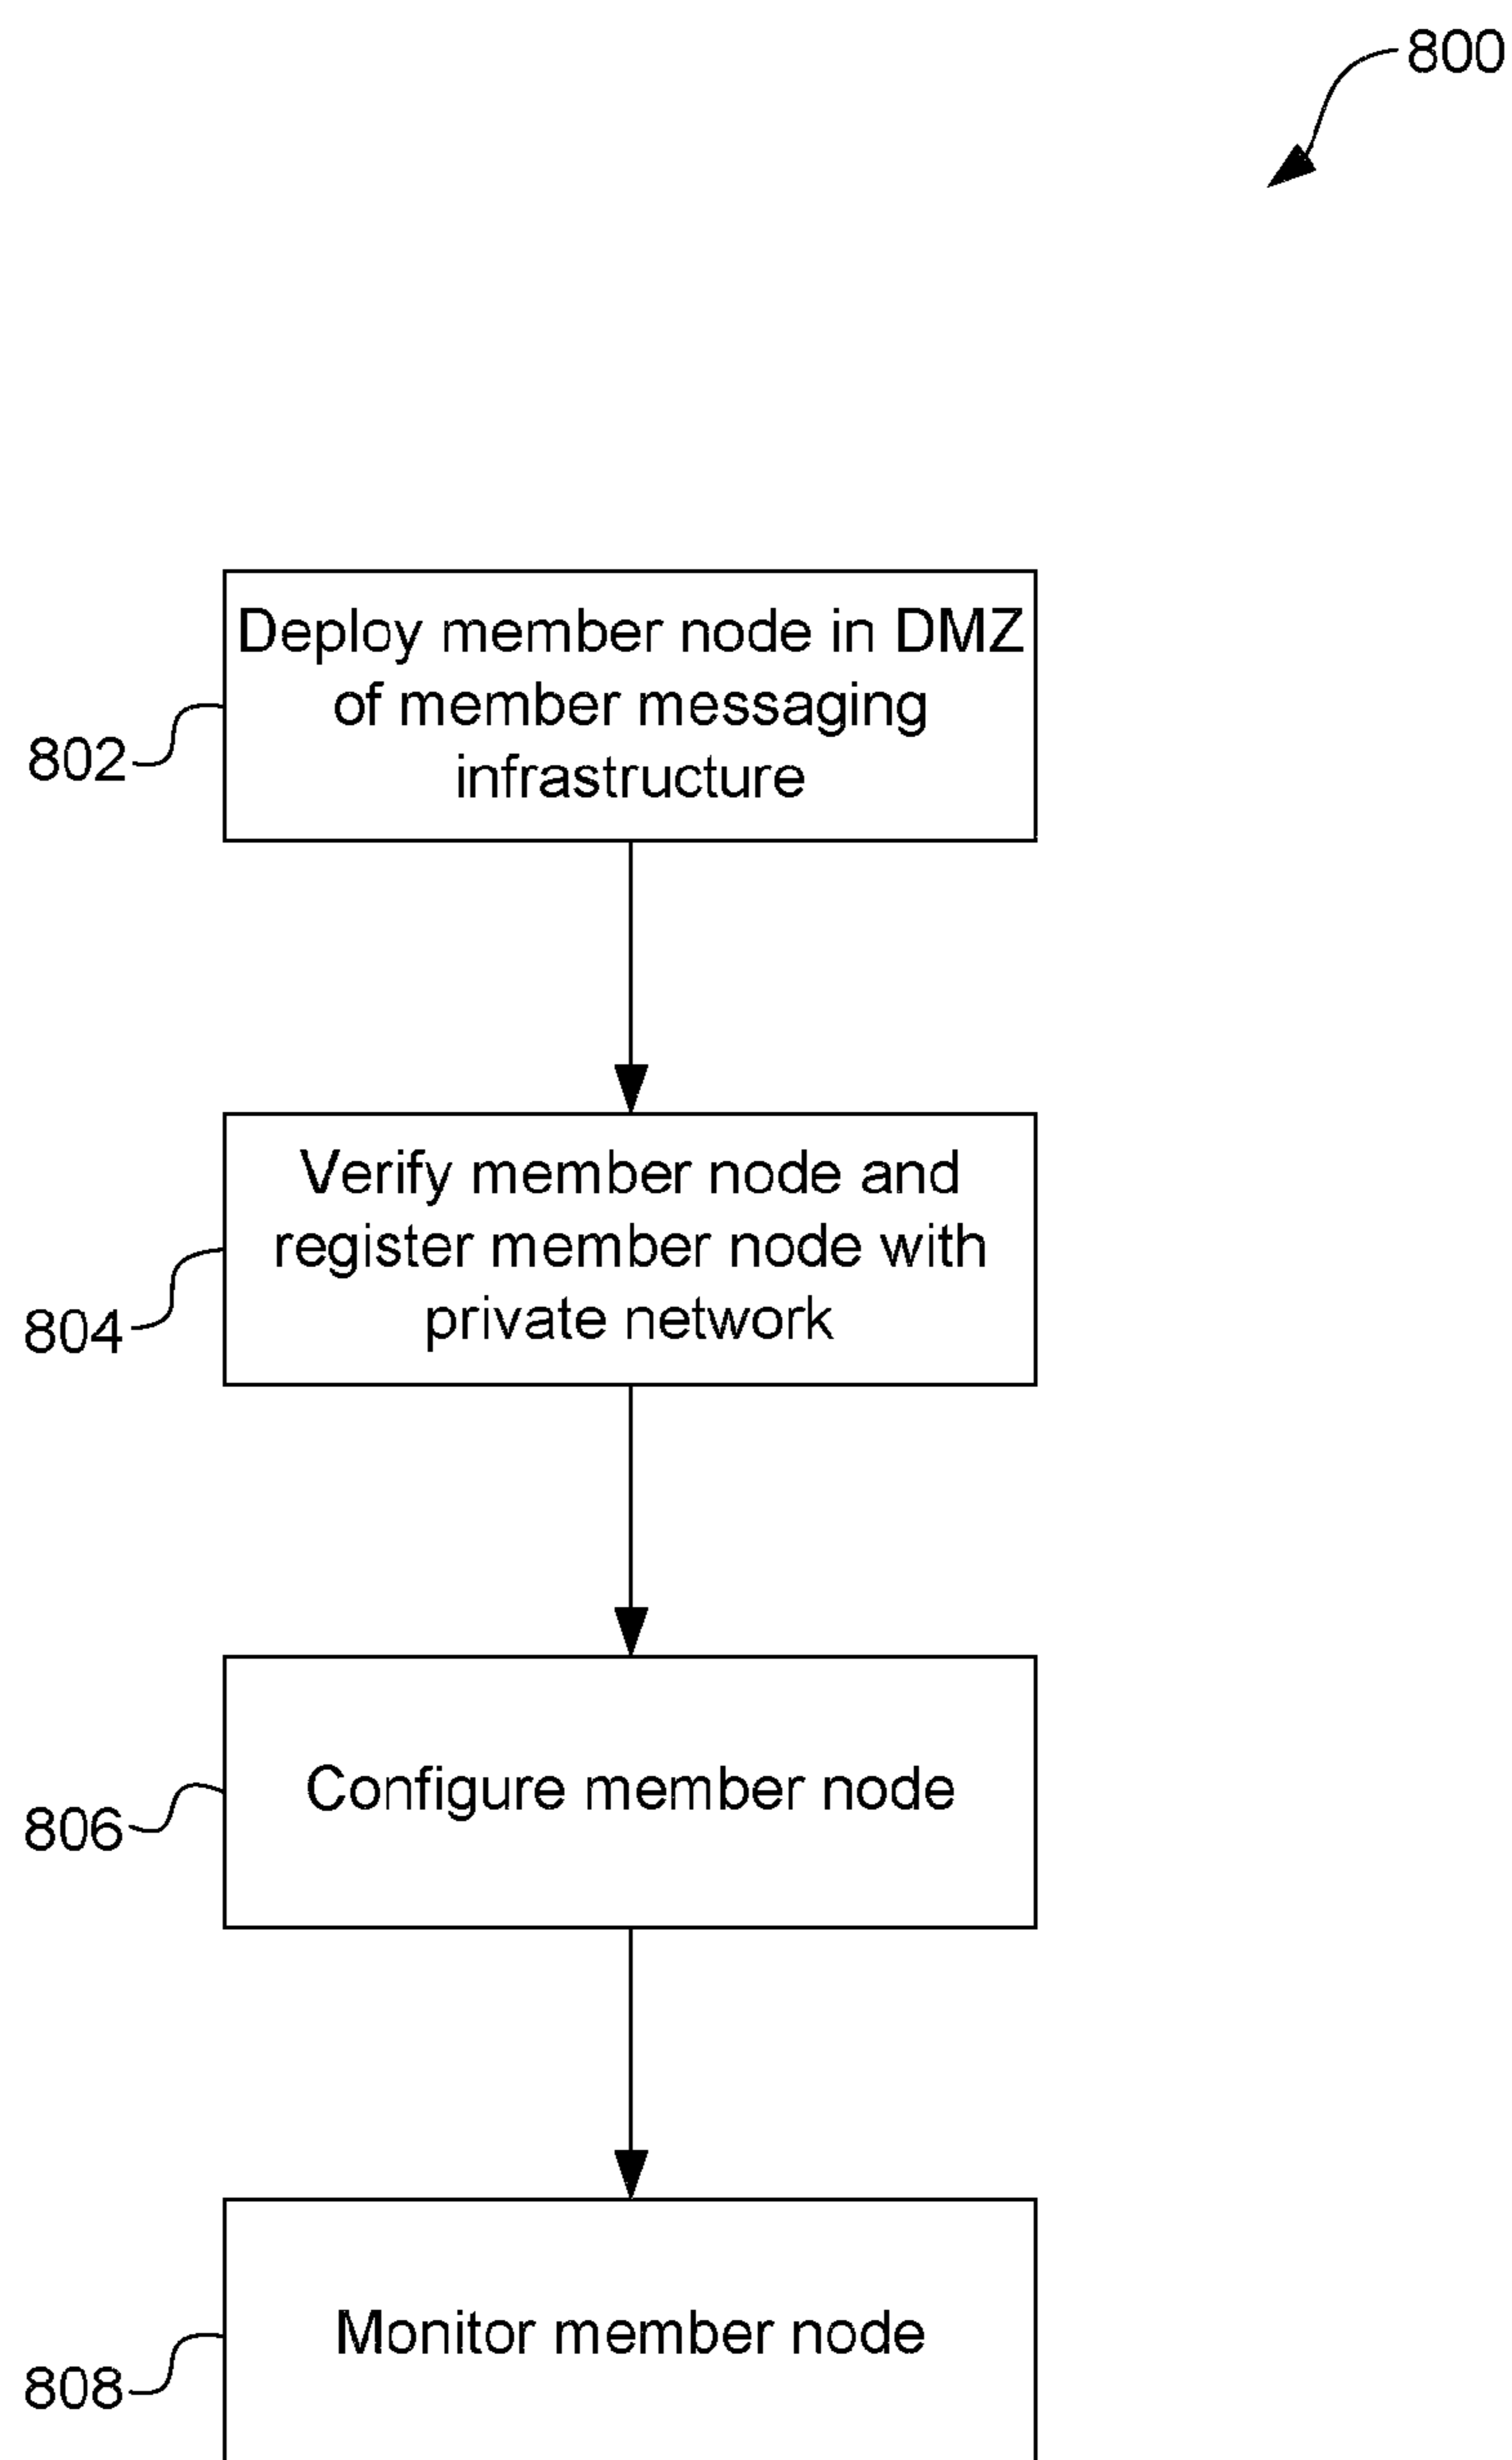 800
Deploy member node in DMZ
of member messaging
infrastructure
802
Verify member node and
register member node with
private network
804
Configure member node
806
Monitor member node
808